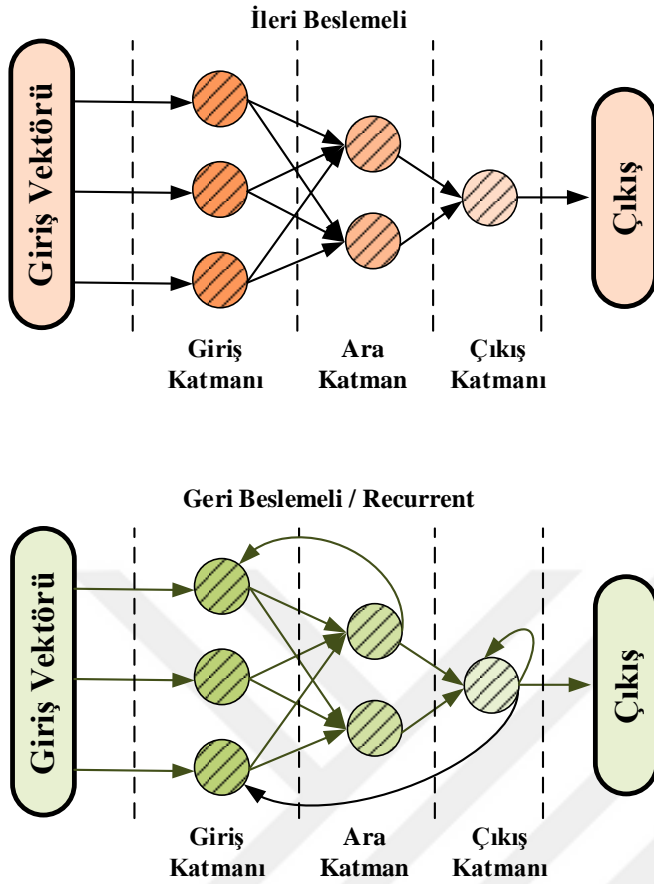 İleri Beslemeli
Giriş Vektörü
Çıkış
Giriş
Katmanı
Ara
Katman
Çıkış
Katmanı
Geri Beslemeli / Recurrent
Giriş Vektörü
Çıkış
Giriş
Katmanı
Ara
Katman
Çıkış
Katmanı